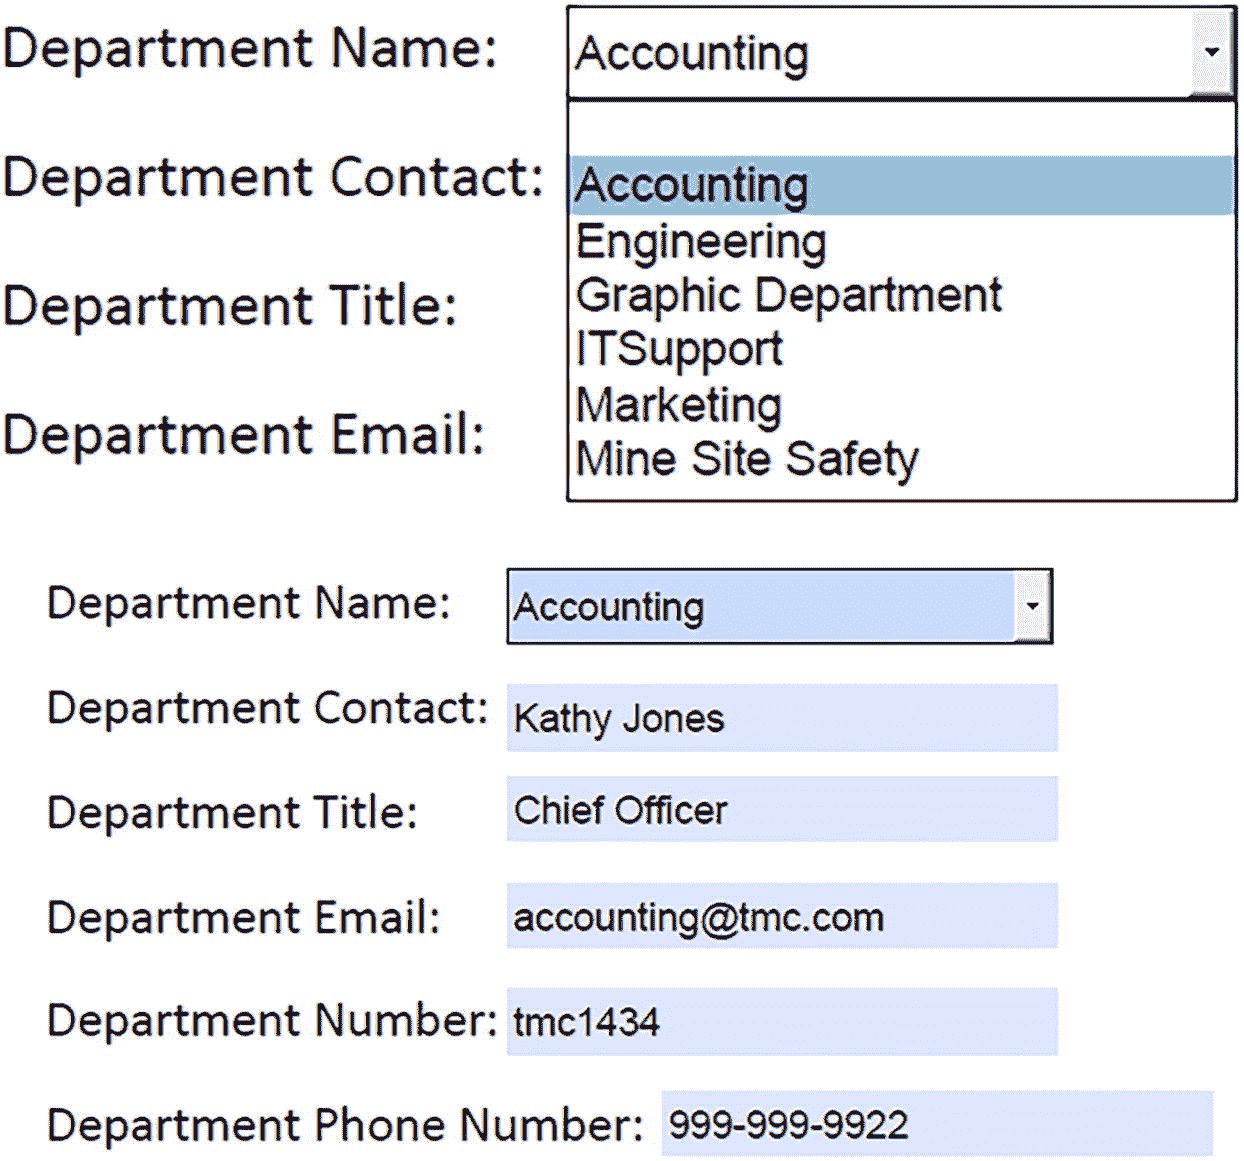 Department Name: Accounting
Accounting
Department Contact:
Engineering
Graphic Department
Department Title:
ITSupport
Marketing
Department Email:
Mine Site Safety
Department Name: Accounting
Department Contact: Kathy Jones
Department Title: Chief Officer
Department Email: accounting@tmc.com
Department Number: tmc1434
Department Phone Number: 999-999-9922